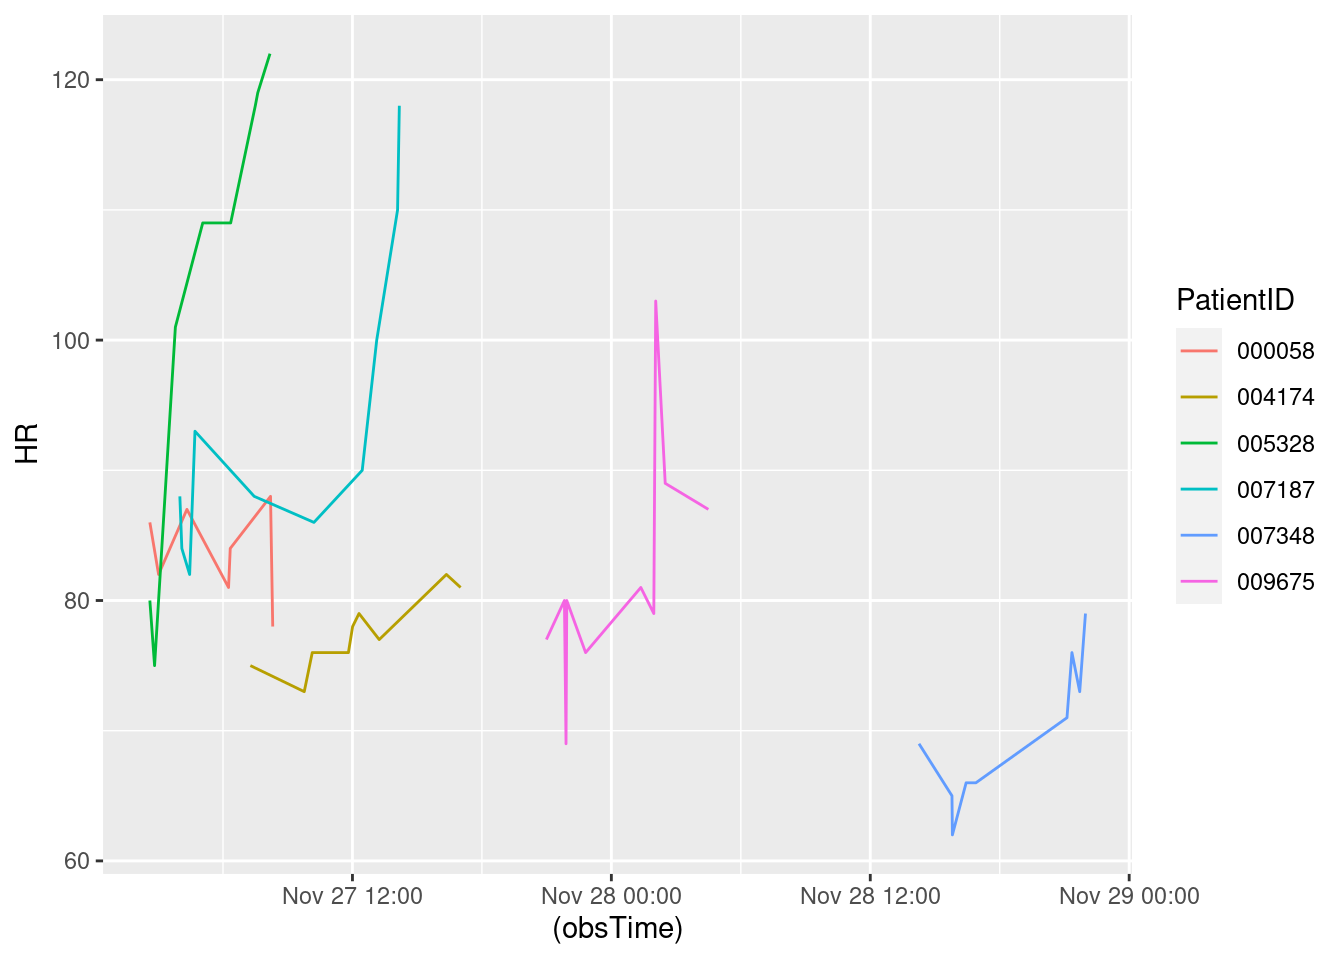 120
100
80
60
HR
Nov 27 12:00
Nov 28 00:00
Nov 28 12:00
Nov 29 00:00
(obsTime)
PatientID
000058
004174
005328
007187
007348
009675